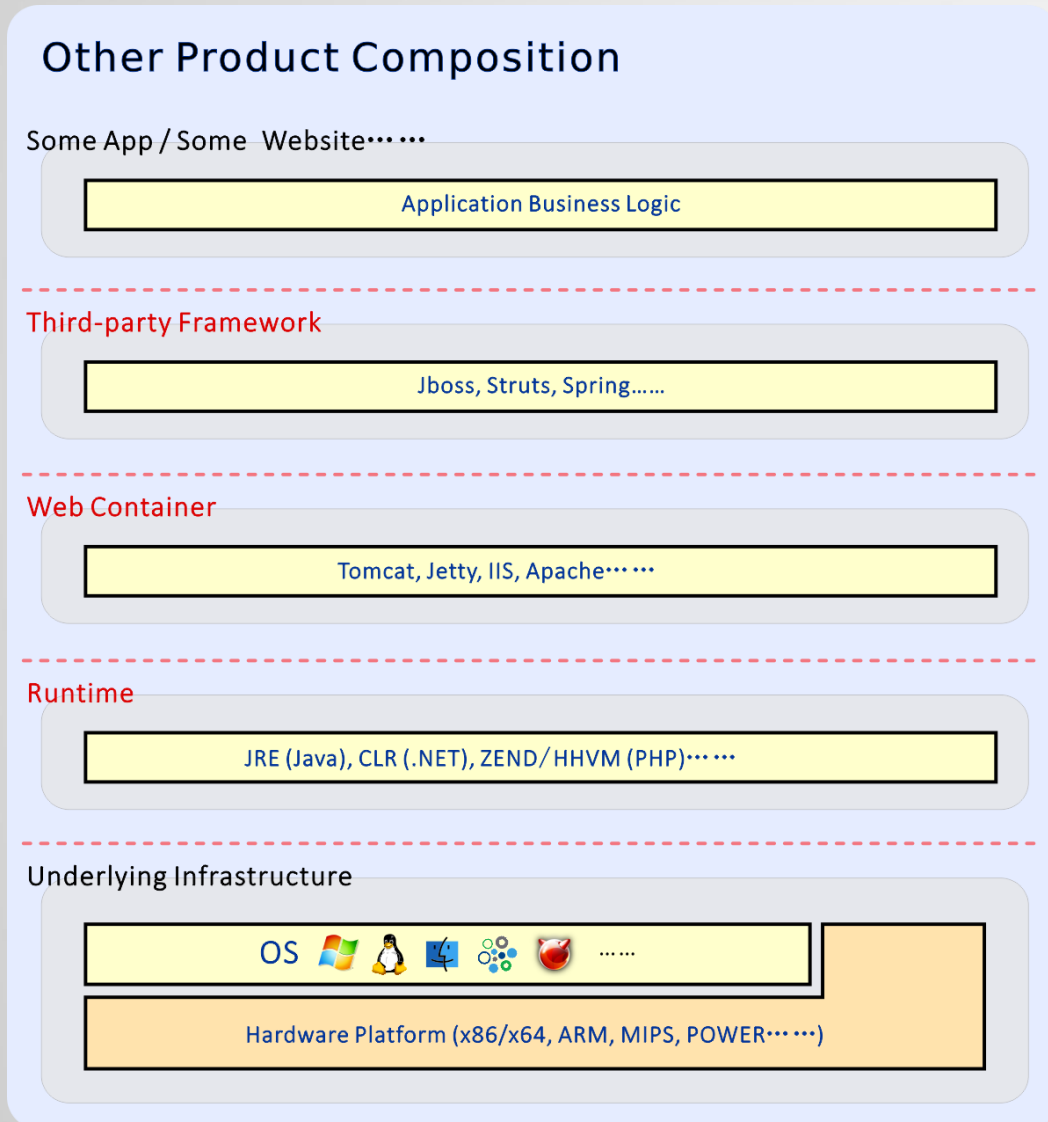 Other Product Composition
Some App / Some Website⋯⋯
Application Business Logic
Third-party Framework
Jboss, Struts, Spring......
Web Container
Tomcat, Jetty, IIS, Apache⋯⋯
Runtime
JRE (Java), CLR (.NET), ZEND/HHVM (PHP)⋯⋯
Underlying Infrastructure
OS ⋯⋯
Hardware Platform (x86/x64, ARM, MIPS, POWER⋯⋯)